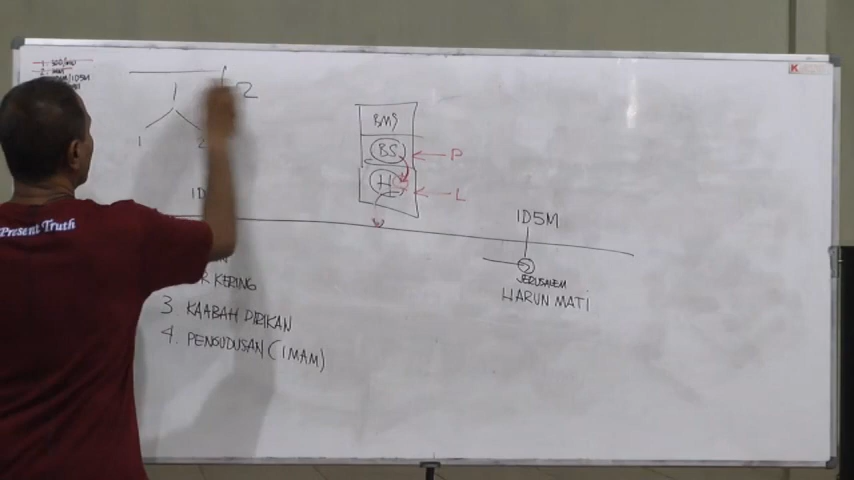 1 2
1 2
BMS
BS
P
H
L
1D
1D5M
JERUSALEM
HARUN MATI
KERING
3 KAABAH DIRIKAN
4. PENGUDUSAN (IMAM)
Present Truth